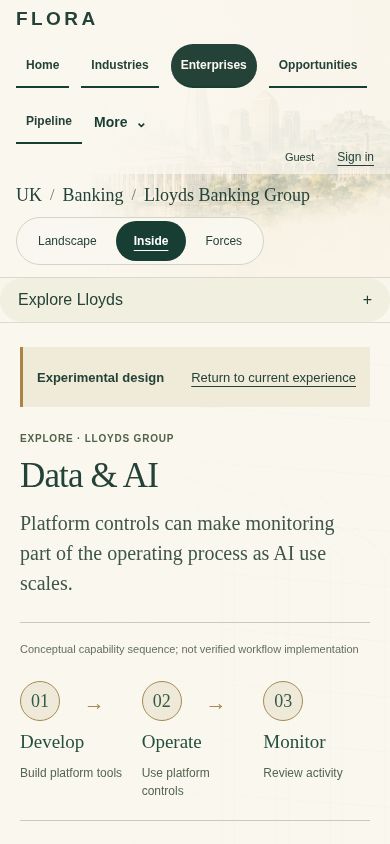 FLORA
Home Industries Enterprises Opportunities
Pipeline More ⌄
Guest Sign in
UK / Banking / Lloyds Banking Group
Landscape Inside Forces
Explore Lloyds +
Experimental design Return to current experience
EXPLORE · LLOYDS GROUP
Data & AI
Platform controls can make monitoring
part of the operating process as AI use
scales.
Conceptual capability sequence; not verified workflow implementation
01 → 02 → 03
Develop Operate Monitor
Build platform tools Use platform Review activity
controls